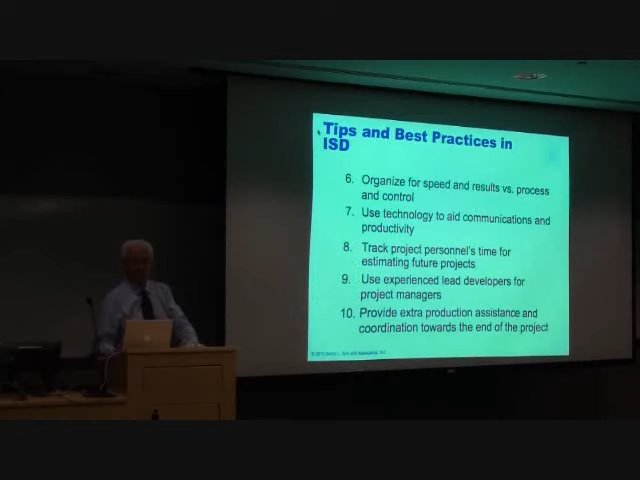 Tips and Best Practices in
ISD
6. Organize for speed and results vs. process
and control
7. Use technology to aid communications and
productivity
8. Track project personnel's time for
estimating future projects
9. Use experienced lead developers for
project managers
10. Provide extra production assistance and
coordination towards the end of the project